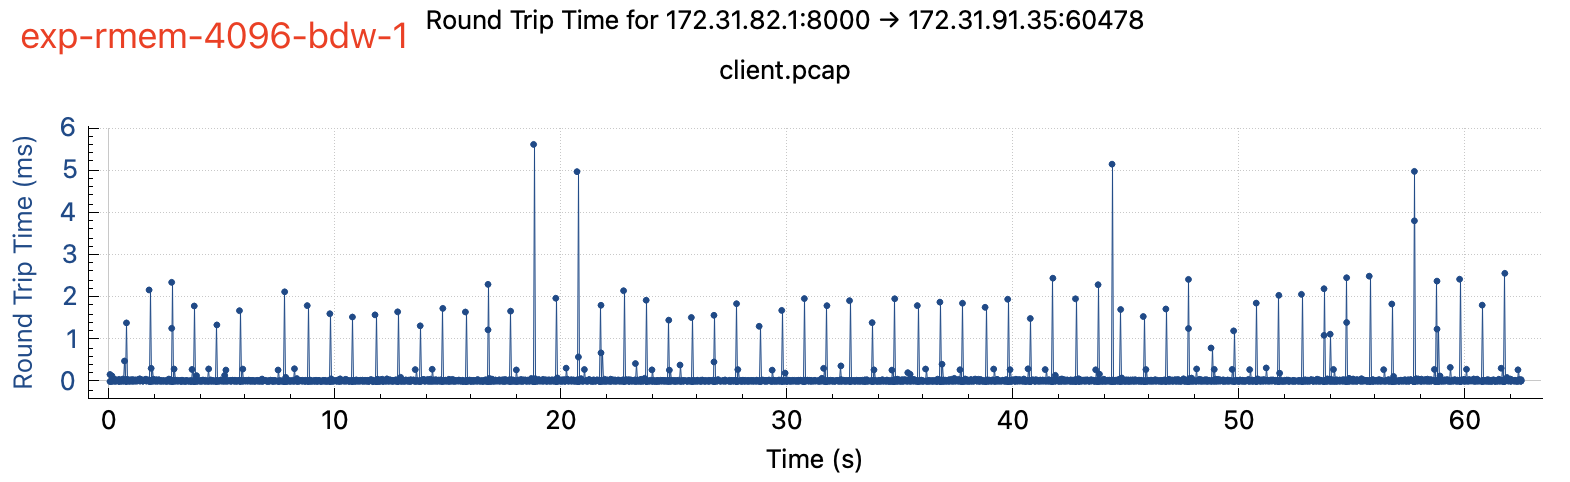 Round Trip Time for 172.31.82.1:8000 → 172.31.91.35:60478
exp-rmem-4096-bdw-1
client.pcap
Round Trip Time (ms)
6
5
4
3
2
1
0
0 10 20 30 40 50 60
Time (s)